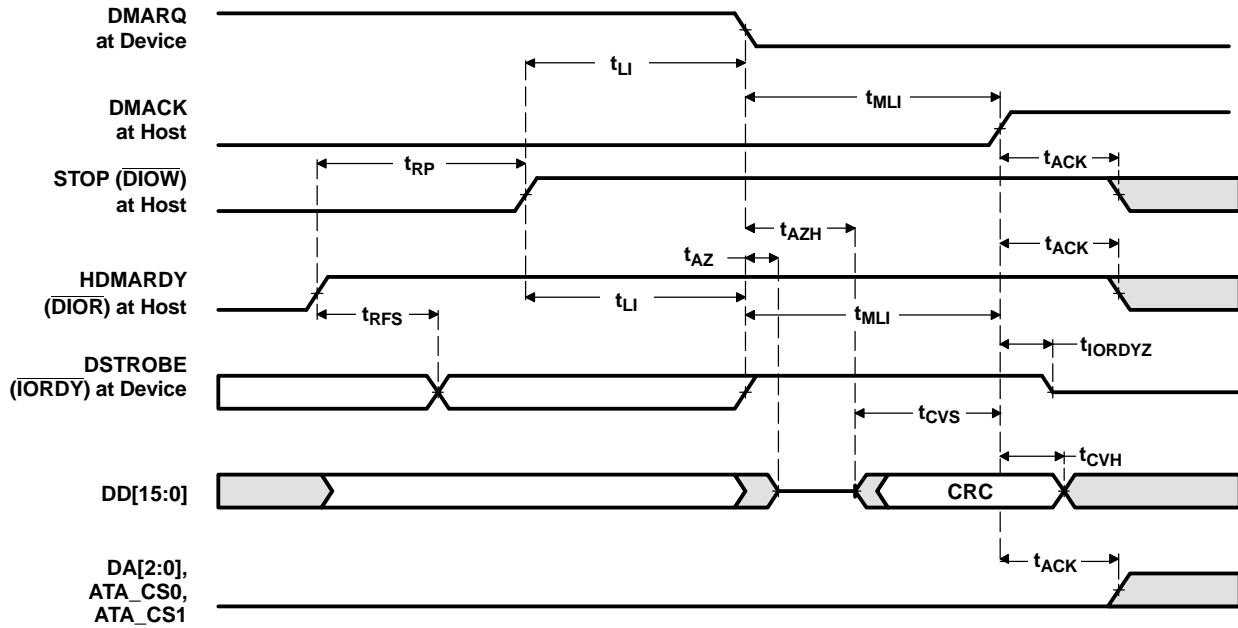 DMARQ
at Device
tLI
DMACK
at Host
tMLI
tRP
tACK
STOP (DIOW)
at Host
tAZH
tAZ
tACK
HDMARDY
(DIOR) at Host
tLI
tMLI
tRFS
tIORDYZ
DSTROBE
(IORDY) at Device
tCVS
tCVH
DD[15:0]
CRC
DA[2:0],
ATA_CS0,
ATA_CS1
tACK